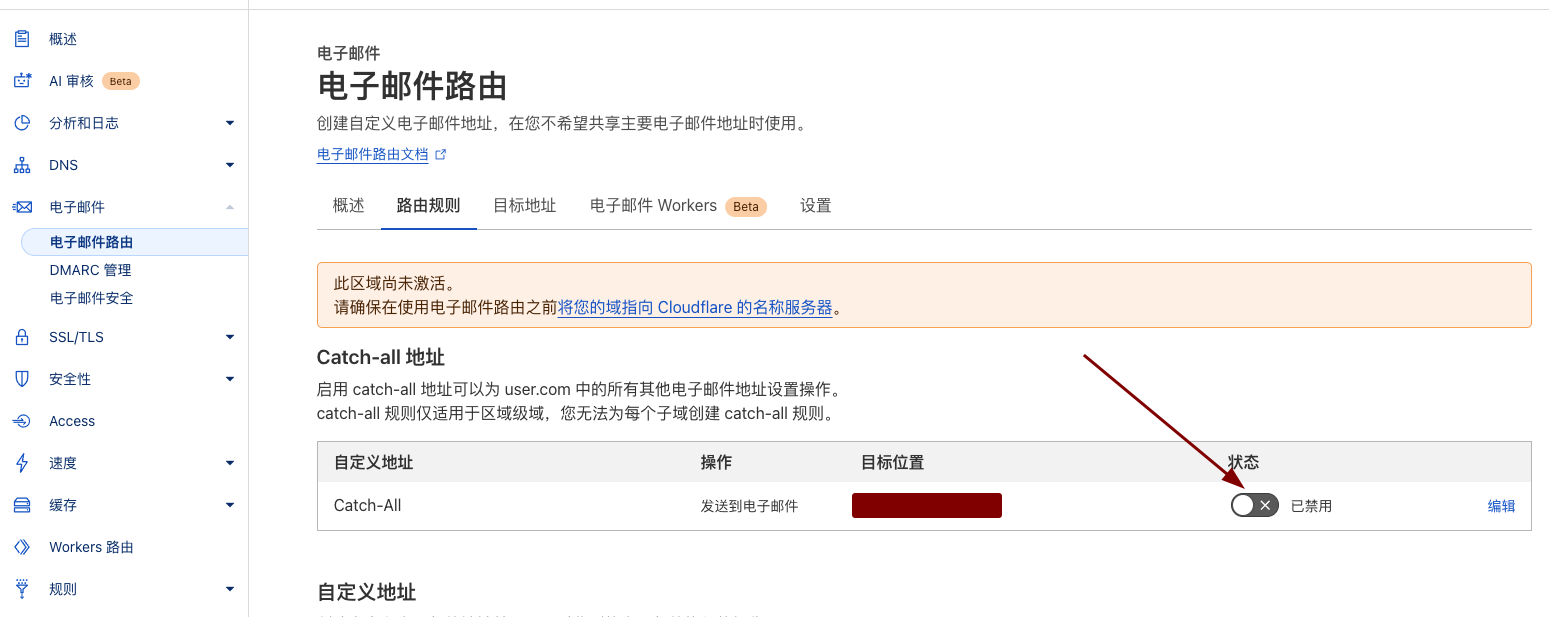 概述
AI 审核 Beta
分析和日志
DNS
电子邮件
电子邮件路由
DMARC 管理
电子邮件安全
SSL/TLS
安全性
Access
速度
缓存
Workers 路由
规则
电子邮件
电子邮件路由
创建自定义电子邮件地址，在您不希望共享主要电子邮件地址时使用。
电子邮件路由文档
概述 路由规则 目标地址 电子邮件 Workers Beta 设置
此区域尚未激活。
请确保在使用电子邮件路由之前将您的域指向 Cloudflare 的名称服务器。
Catch-all 地址
启用 catch-all 地址可以为 user.com 中的所有其他电子邮件地址设置操作。
catch-all 规则仅适用于区域级域，您无法为每个子域创建 catch-all 规则。
自定义地址 操作 目标位置 状态
Catch-All 发送到电子邮件 已禁用 编辑
自定义地址